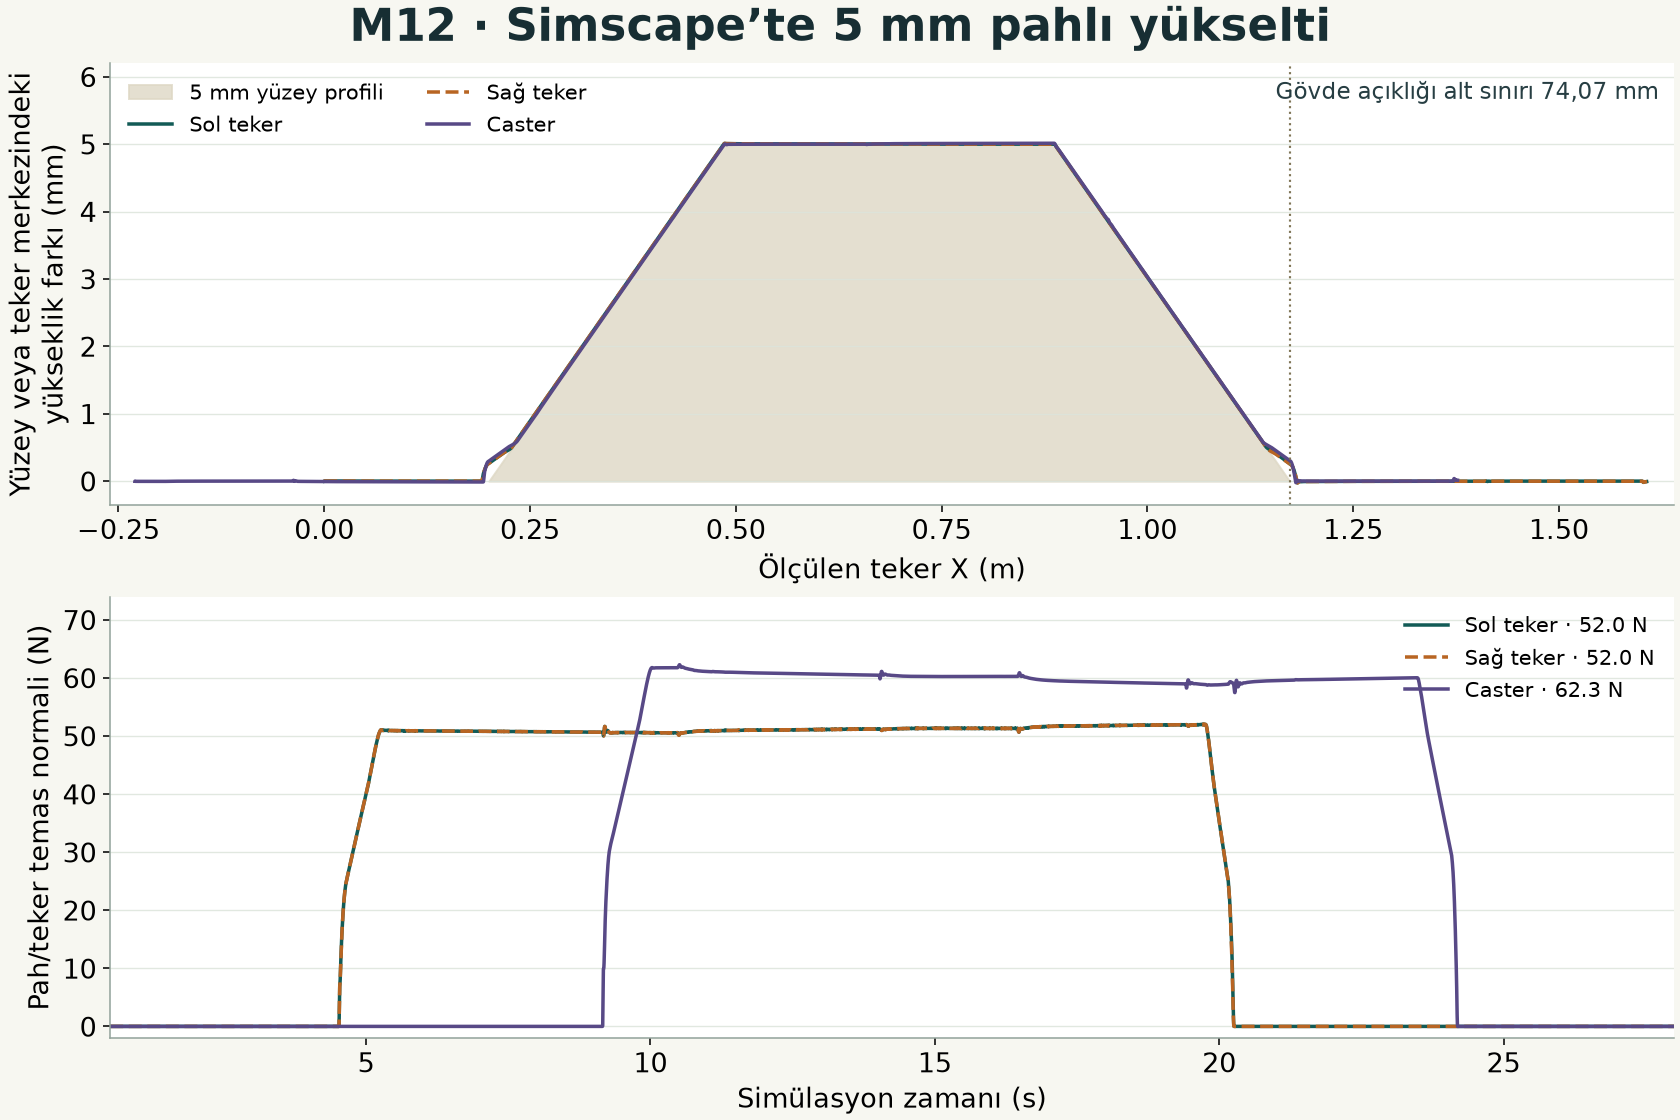 M12 · Simscape’te 5 mm pahlı yükselti
Yüzey veya teker merkezindeki
yükseklik farkı (mm)
6
5
4
3
2
1
0
5 mm yüzey profili
Sol teker
Sağ teker
Caster
Gövde açıklığı alt sınırı 74,07 mm
−0.25
0.00
0.25
0.50
0.75
1.00
1.25
1.50
Ölçülen teker X (m)
Pah/teker temas normali (N)
70
60
50
40
30
20
10
0
Sol teker · 52.0 N
Sağ teker · 52.0 N
Caster · 62.3 N
5
10
15
20
25
Simülasyon zamanı (s)